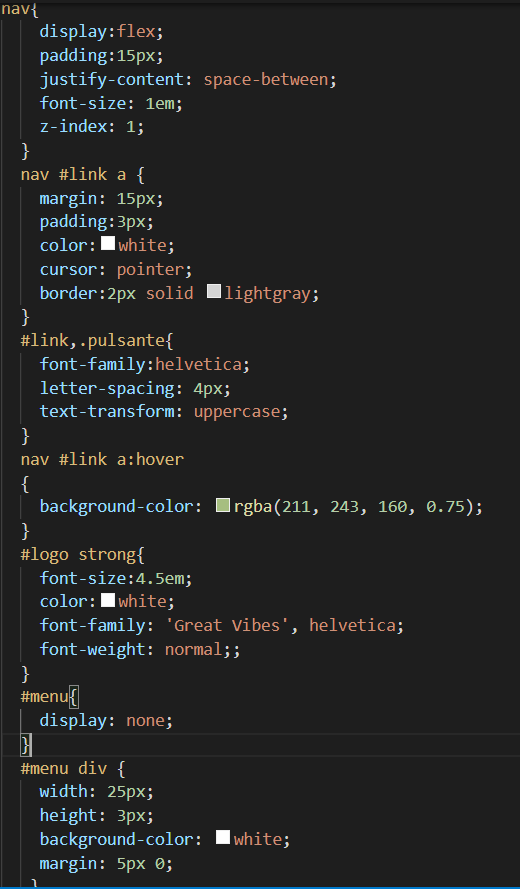 nav{
display:flex;
padding:15px;
justify-content: space-between;
font-size: 1em;
z-index: 1;
}
nav #link a {
margin: 15px;
padding:3px;
color:white;
cursor: pointer;
border:2px solid lightgray;
}
#link,.pulsante{
font-family:helvetica;
letter-spacing: 4px;
text-transform: uppercase;
}
nav #link a:hover
{
background-color: rgba(211, 243, 160, 0.75);
}
#logo strong{
font-size:4.5em;
color:white;
font-family: 'Great Vibes', helvetica;
font-weight: normal;;
}
#menu{
display: none;
}
#menu div {
width: 25px;
height: 3px;
background-color: white;
margin: 5px 0;
}